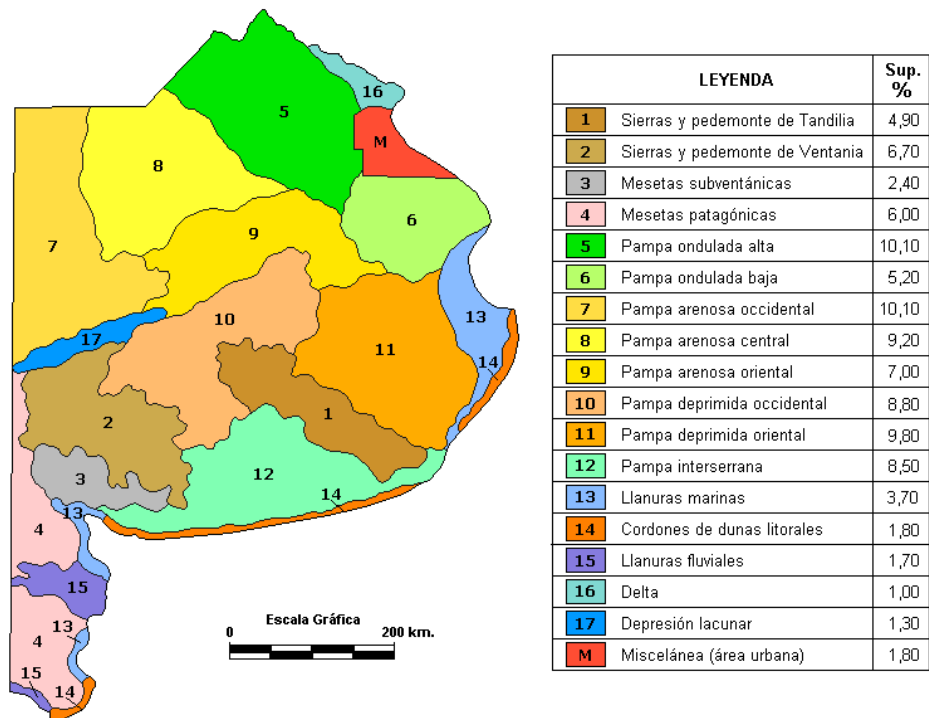 16
5
M
8
6
9
7
13
10
17
11
14
1
2
12
3
14
13
4
15
Escala Gráfica
0 200 km.
13
4
15
14
LEYENDA Sup. %
1 Sierras y pedemonte de Tandilia 4,90
2 Sierras y pedemonte de Ventania 6,70
3 Mesetas subventánicas 2,40
4 Mesetas patagónicas 6,00
5 Pampa ondulada alta 10,10
6 Pampa ondulada baja 5,20
7 Pampa arenosa occidental 10,10
8 Pampa arenosa central 9,20
9 Pampa arenosa oriental 7,00
10 Pampa deprimida occidental 8,80
11 Pampa deprimida oriental 9,80
12 Pampa interserrana 8,50
13 Llanuras marinas 3,70
14 Cordones de dunas litorales 1,80
15 Llanuras fluviales 1,70
16 Delta 1,00
17 Depresión lacunar 1,30
M Miscelánea (área urbana) 1,80